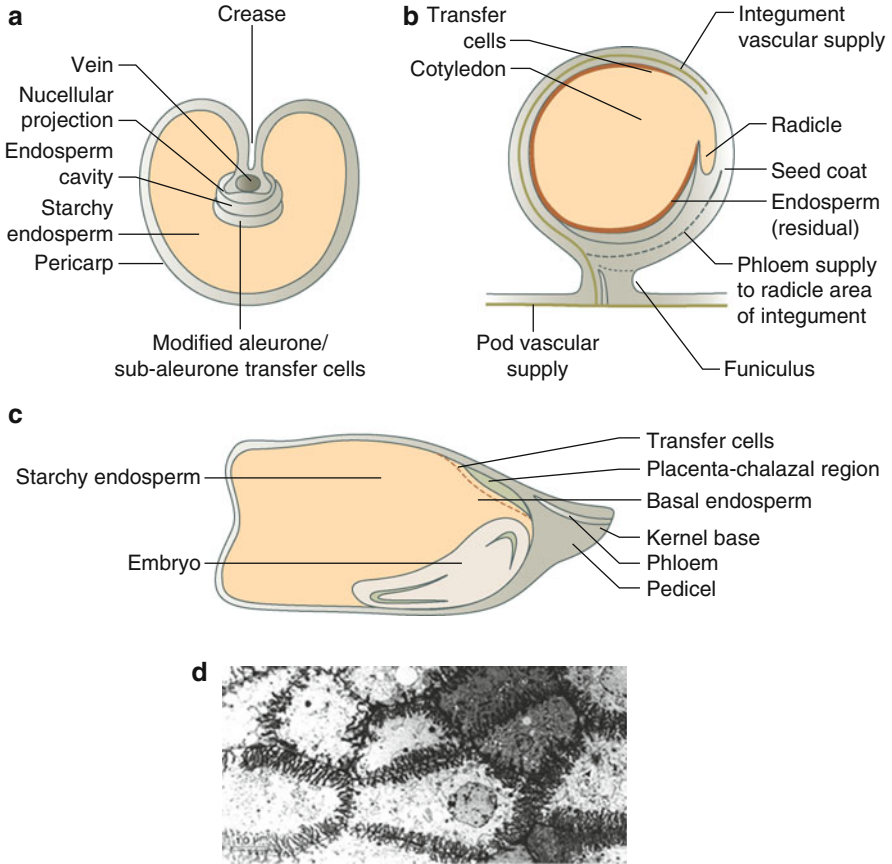 a
Crease
Vein
Nucellular
projection
Endosperm
cavity
Starchy
endosperm
Pericarp
Modified aleurone/
sub-aleurone transfer cells
b
Transfer
cells
Cotyledon
Integument
vascular supply
Radicle
Seed coat
Endosperm
(residual)
Phloem supply
to radicle area
of integument
Pod vascular
supply
Funiculus
c
Starchy endosperm
Embryo
Transfer cells
Placenta-chalazal region
Basal endosperm
Kernel base
Phloem
Pedicel
d